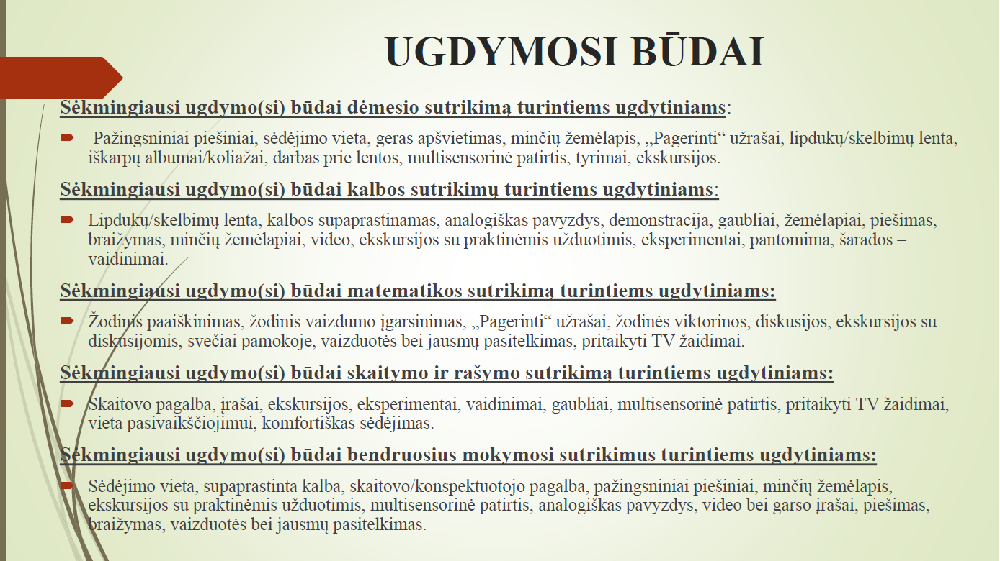 UGDYMOSI BŪDAI
Sėkmingiausi ugdymo(si) būdai dėmesio sutrikimą turintiems ugdytiniams:
Pažingsniniai piešiniai, sėdėjimo vieta, geras apšvietimas, minčių žemėlapis, „Pagerinti“ užrašai, lipdukų/skelbimų lenta,
iškarpų albumai/koliažai, darbas prie lentos, multisensorinė patirtis, tyrimai, ekskursijos.
Sėkmingiausi ugdymo(si) būdai kalbos sutrikimų turintiems ugdytiniams:
Lipdukų/skelbimų lenta, kalbos supaprastinamas, analogiškas pavyzdys, demonstracija, gaubliai, žemėlapiai, piešimas,
braižymas, minčių žemėlapiai, video, ekskursijos su praktinėmis užduotimis, eksperimentai, pantomima, šarados –
vaidinimai.
Sėkmingiausi ugdymo(si) būdai matematikos sutrikimą turintiems ugdytiniams:
Žodinis paaiškinimas, žodinis vaizdumo įgarsinimas, „Pagerinti“ užrašai, žodinės viktorinos, diskusijos, ekskursijos su
diskusijomis, svečiai pamokoje, vaizduotės bei jausmų pasitelkimas, pritaikyti TV žaidimai.
Sėkmingiausi ugdymo(si) būdai skaitymo ir rašymo sutrikimą turintiems ugdytiniams:
Skaitovo pagalba, įrašai, ekskursijos, eksperimentai, vaidinimai, gaubliai, multisensorinė patirtis, pritaikyti TV žaidimai,
vieta pasivaikščiojimui, komfortiškas sėdėjimas.
Sėkmingiausi ugdymo(si) būdai bendruosius mokymosi sutrikimus turintiems ugdytiniams:
Sėdėjimo vieta, supaprastinta kalba, skaitovo/konspektuotojo pagalba, pažingsniniai piešiniai, minčių žemėlapis,
ekskursijos su praktinėmis užduotimis, multisensorinė patirtis, analogiškas pavyzdys, video bei garso įrašai, piešimas,
braižymas, vaizduotės bei jausmų pasitelkimas.